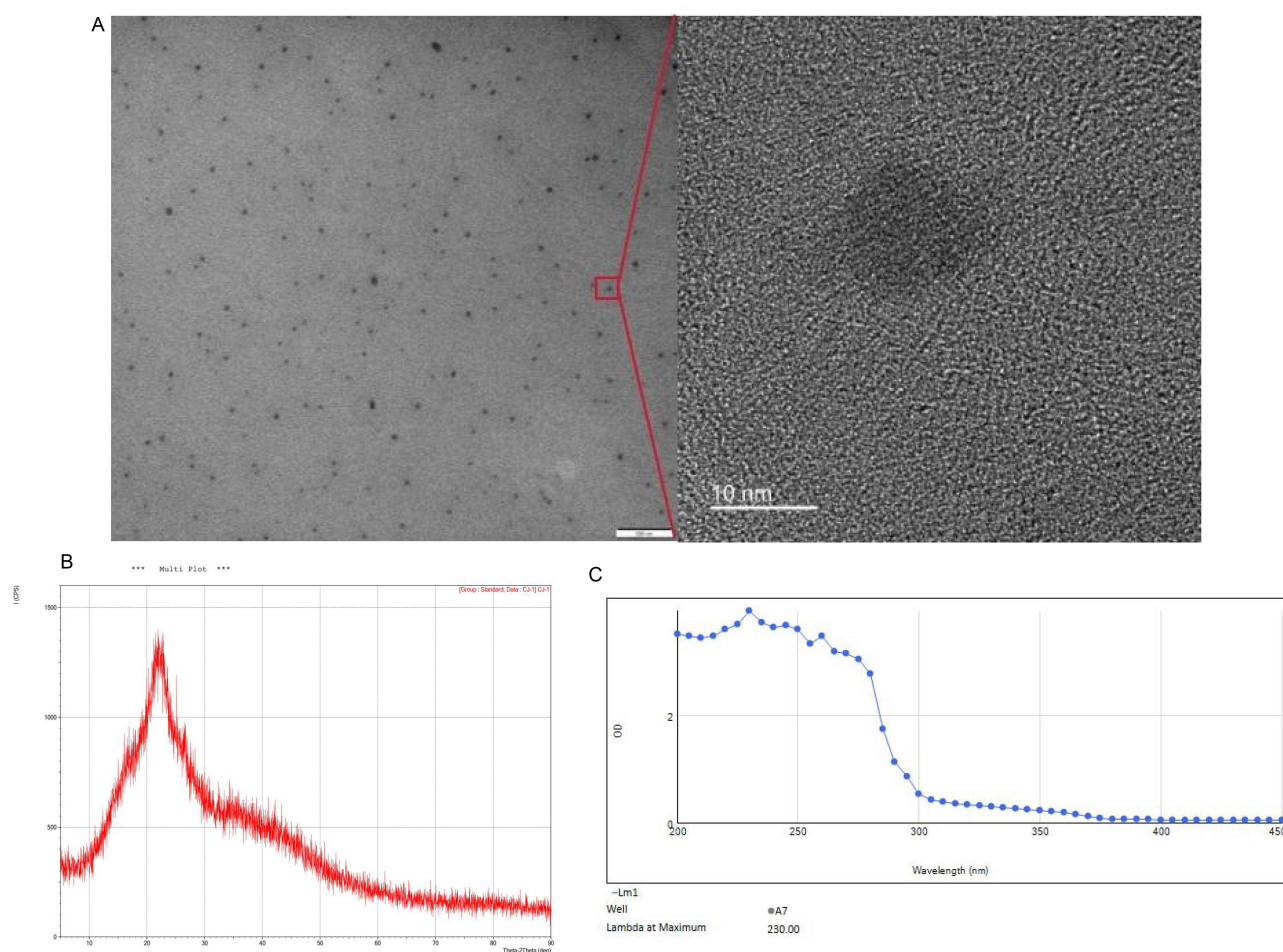 A
10 nm
B
*** Multi Plot ***
[Group : Standard, Data : CJ-1] CJ-1
I (CPS)
1500
1000
500
0
10 20 30 40 50 60 70 80 90
Theta-2Theta (deg)
C
OD
2
0
200 250 300 350 400 450
Wavelength (nm)
Lm1
Well A7
Lambda at Maximum 230.00